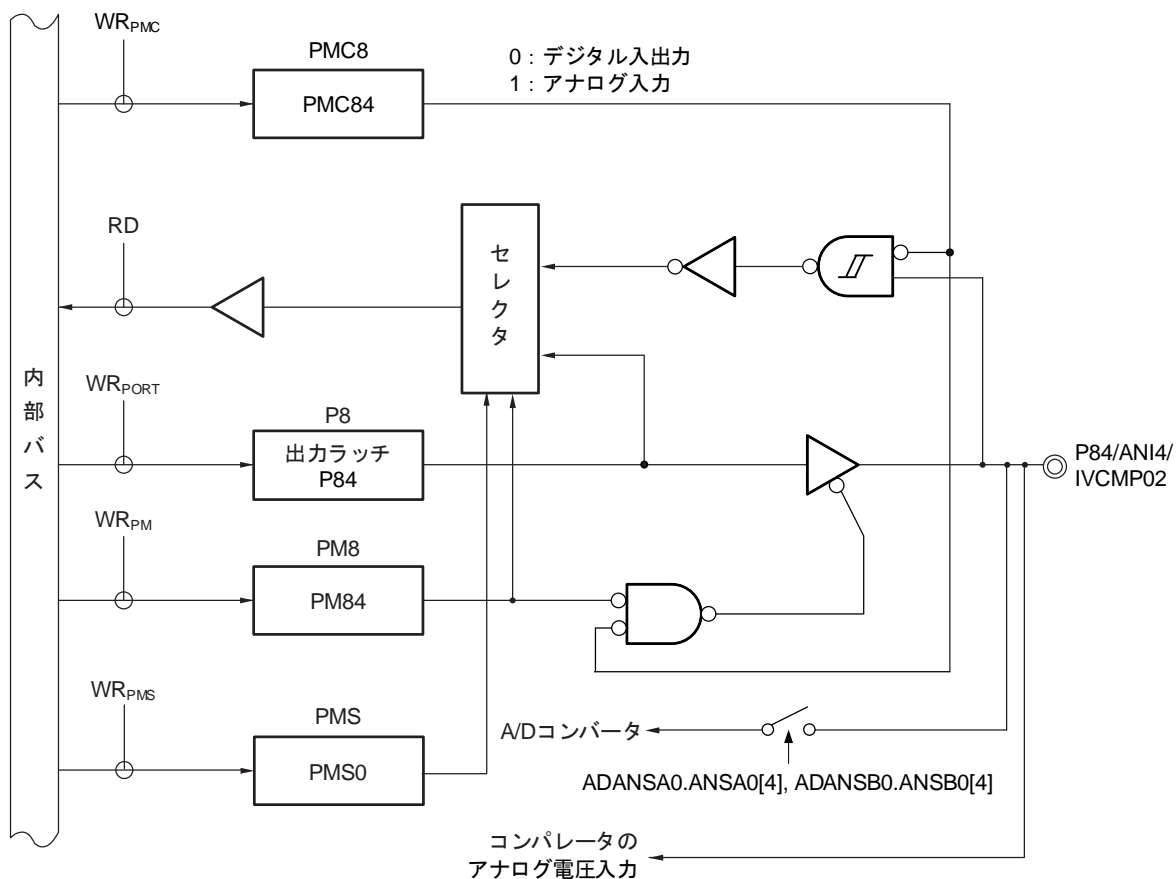 WRPMC
PMC8
PMC84
0：デジタル入出力
1：アナログ入力
RD
セレクタ
内部バス
WRPORT
P8
出力ラッチ
P84
P84/ANI4/
IVCMP02
WRPM
PM8
PM84
WRPMS
PMS
PMS0
A/Dコンバータ
ADANSA0.ANSA0[4], ADANSB0.ANSB0[4]
コンパレータの
アナログ電圧入力